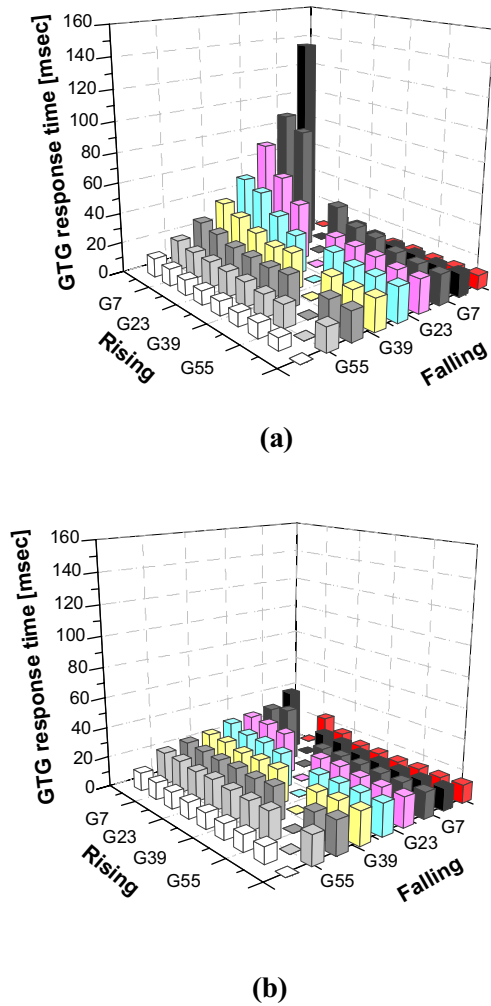 160
140
120
100
80
60
40
20
0
GTG response time [msec]
G7
G23
G39
G55
Rising
G55
G39
G23
G7
Falling
(a)
160
140
120
100
80
60
40
20
0
GTG response time [msec]
G7
G23
G39
G55
Rising
G55
G39
G23
G7
Falling
(b)